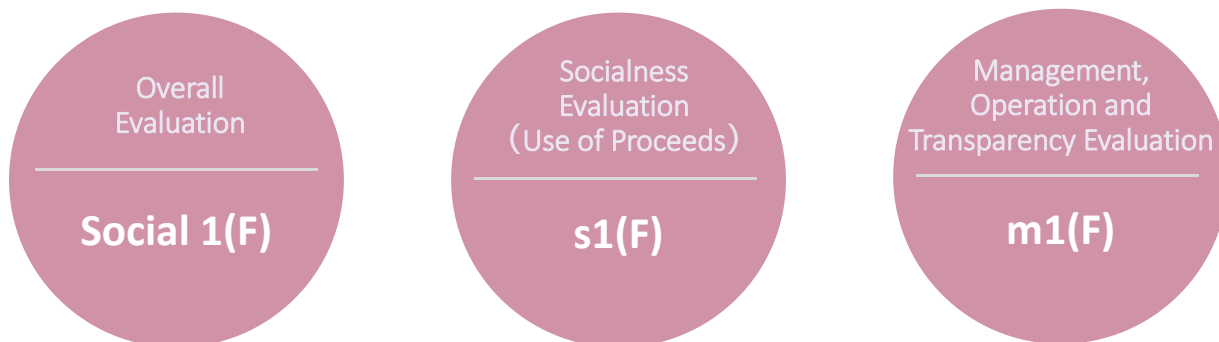 Overall
Evaluation
Social 1(F)
Socialness
Evaluation
（Use of Proceeds）
s1(F)
Management,
Operation and
Transparency Evaluation
m1(F)